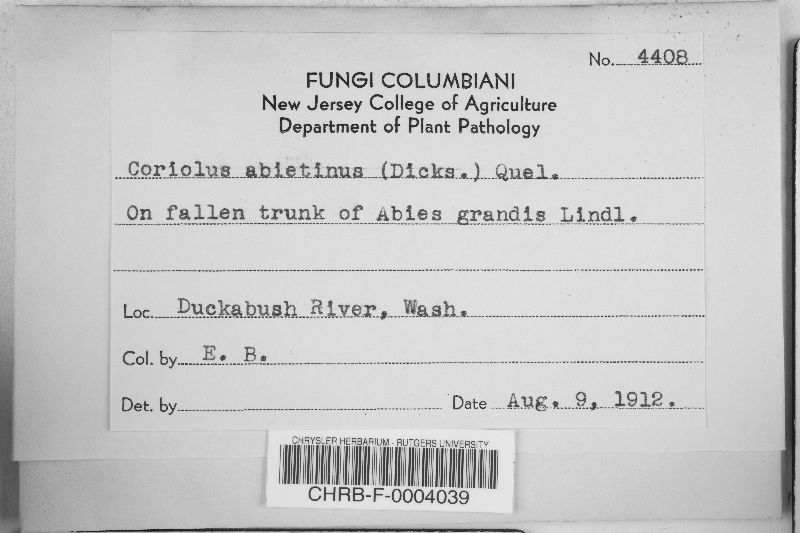 No. 4408
FUNGI COLUMBIANI
New Jersey College of Agriculture
Department of Plant Pathology
Coriolus abietinus (Dicks.) Quel.
On fallen trunk of Abies grandis Lindl.
Loc. Duckabush River, Wash.
Col. by E. B.
Det. by
Date Aug. 9, 1912.
CHRYSLER HERBARIUM - RUTGERS UNIVERSITY
CHRB-F-0004039